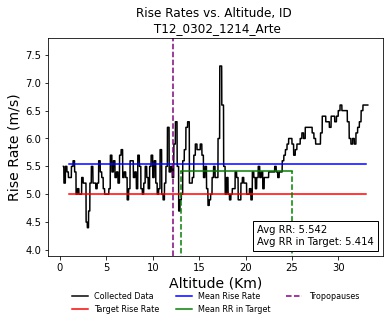 Rise Rates vs. Altitude, ID
T12_0302_1214_Arte
Rise Rate (m/s)
7.5
7.0
6.5
6.0
5.5
5.0
4.5
4.0
Avg RR: 5.542
Avg RR in Target: 5.414
0 5 10 15 20 25 30
Altitude (Km)
Collected Data Mean Rise Rate Tropopauses
Target Rise Rate Mean RR in Target